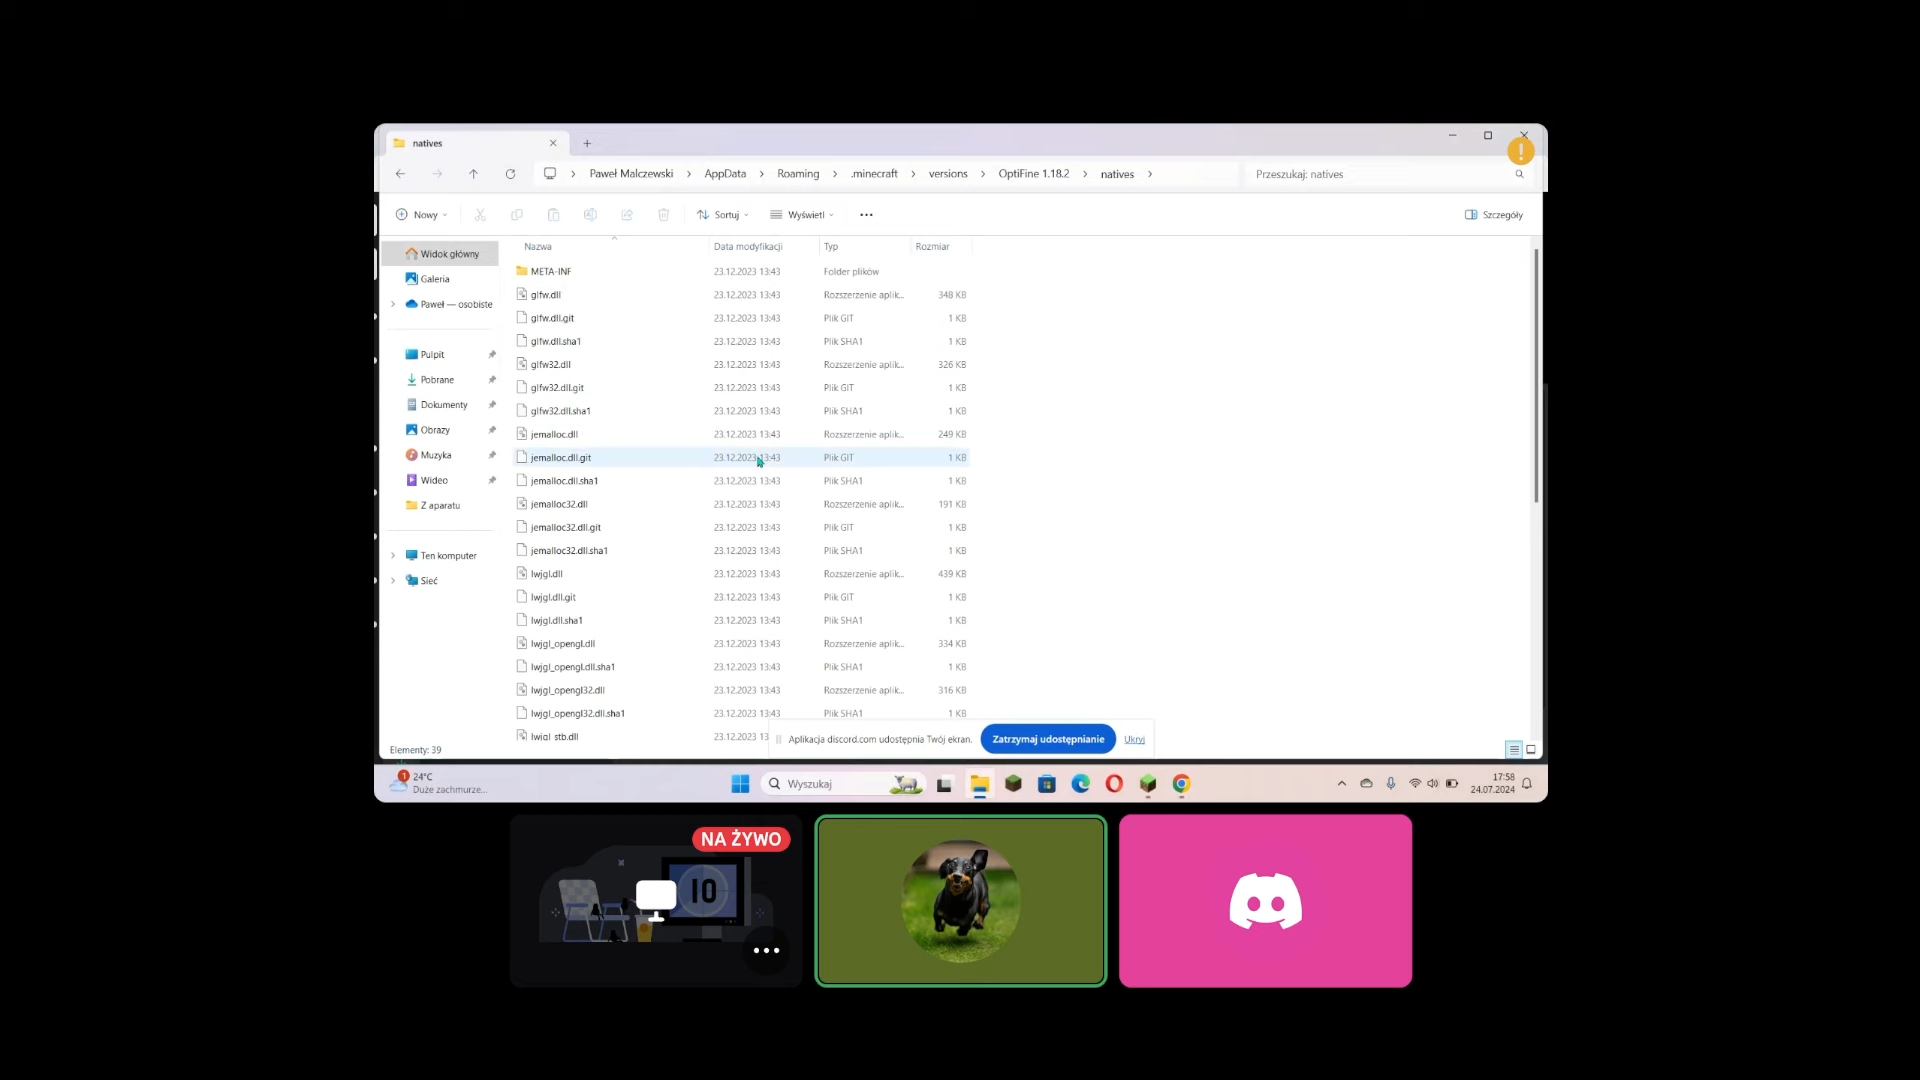 natives
Paweł Malczewski > AppData > Roaming > .minecraft > versions > OptiFine 1.18.2 > natives >
Przeszukaj: natives
Nowy
Sortuj
Wyświetl
Szczegóły
Nazwa Data modyfikacji Typ Rozmiar
Widok główny
Galeria
Paweł — osobiste
Pulpit
Pobrane
Dokumenty
Obrazy
Muzyka
Wideo
Z aparatu
Ten komputer
Sieć
META-INF 23.12.2023 13:43 Folder plików
glfw.dll 23.12.2023 13:43 Rozszerzenie aplik... 348 KB
glfw.dll.git 23.12.2023 13:43 Plik GIT 1 KB
glfw.dll.sha1 23.12.2023 13:43 Plik SHA1 1 KB
glfw32.dll 23.12.2023 13:43 Rozszerzenie aplik... 326 KB
glfw32.dll.git 23.12.2023 13:43 Plik GIT 1 KB
glfw32.dll.sha1 23.12.2023 13:43 Plik SHA1 1 KB
jemalloc.dll 23.12.2023 13:43 Rozszerzenie aplik... 249 KB
jemalloc.dll.git 23.12.2023 13:43 Plik GIT 1 KB
jemalloc.dll.sha1 23.12.2023 13:43 Plik SHA1 1 KB
jemalloc32.dll 23.12.2023 13:43 Rozszerzenie aplik... 191 KB
jemalloc32.dll.git 23.12.2023 13:43 Plik GIT 1 KB
jemalloc32.dll.sha1 23.12.2023 13:43 Plik SHA1 1 KB
lwjgl.dll 23.12.2023 13:43 Rozszerzenie aplik... 439 KB
lwjgl.dll.git 23.12.2023 13:43 Plik GIT 1 KB
lwjgl.dll.sha1 23.12.2023 13:43 Plik SHA1 1 KB
lwjgl_opengl.dll 23.12.2023 13:43 Rozszerzenie aplik... 334 KB
lwjgl_opengl.dll.sha1 23.12.2023 13:43 Plik SHA1 1 KB
lwjgl_opengl32.dll 23.12.2023 13:43 Rozszerzenie aplik... 316 KB
lwjgl_opengl32.dll.sha1 23.12.2023 13:43 Plik SHA1 1 KB
lwjgl_stb.dll 23.12.2023 13
Aplikacja discord.com udostępnia Twój ekran. Zatrzymaj udostępnianie Ukryj
Elementy: 39
1 24°C
Duże zachmurze...
Wyszukaj
17:58
24.07.2024
NA ŻYWO
10